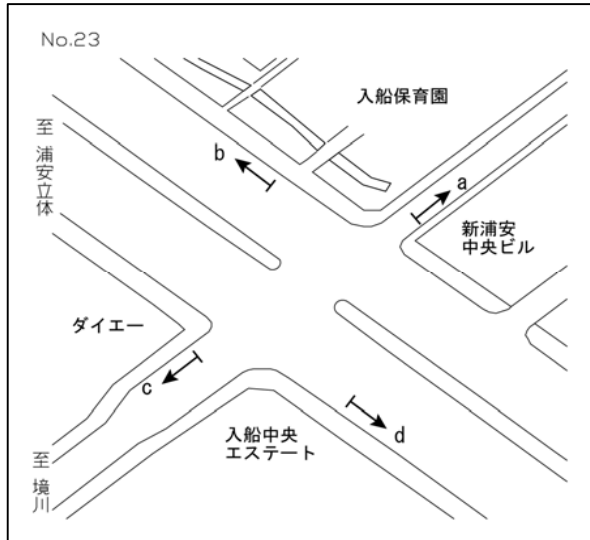 No.23
入船保育園
至 浦安立体
b
a
新浦安
中央ビル
ダイエー
c
入船中央
エステート
d
至 境川